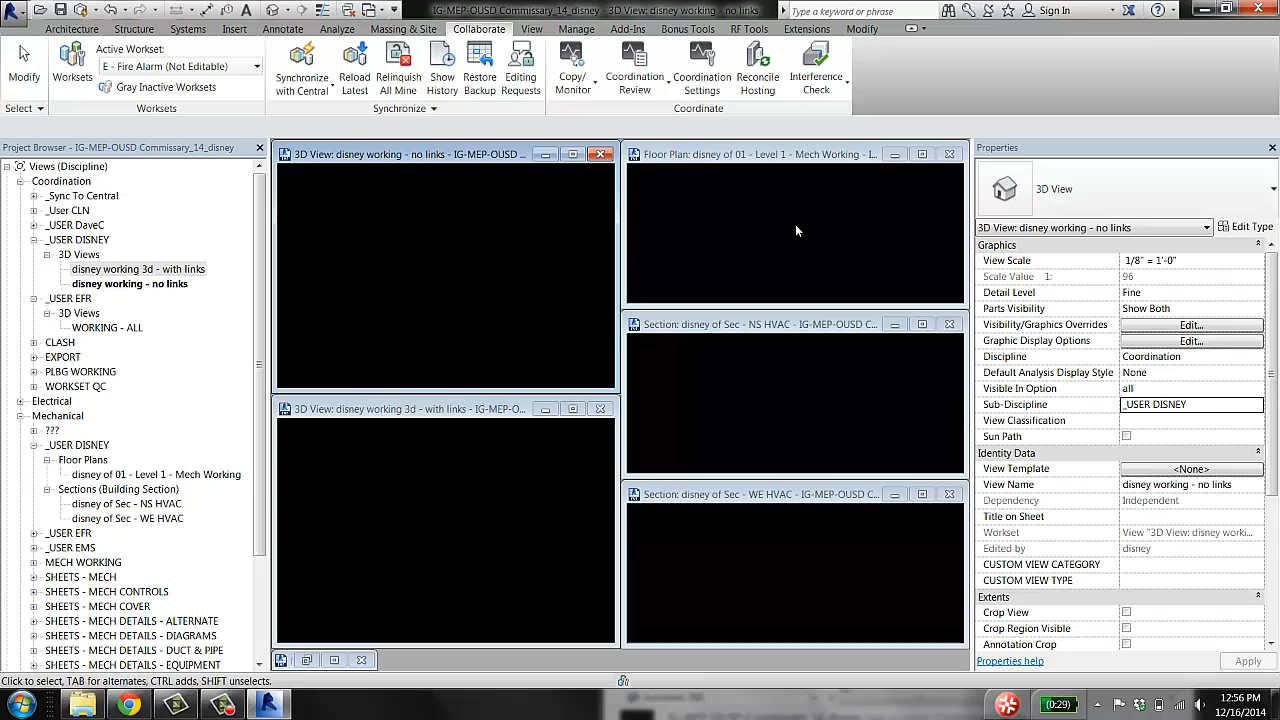 IG-MEP-OUSD Commissary_14_disney - 3D View: disney working - no links
Type a keyword or phrase
Sign In
Architecture Structure Systems Insert Annotate Analyze Massing & Site Collaborate View Manage Add-Ins Bonus Tools RF Tools Extensions Modify
Modify
Worksets
Active Workset:
E - Fire Alarm (Not Editable)
Gray Inactive Worksets
Synchronize with Central
Reload Latest
Relinquish All Mine
Show History
Restore Backup
Editing Requests
Copy/ Monitor
Coordination Review
Coordination Settings
Reconcile Hosting
Interference Check
Select
Worksets
Synchronize
Coordinate
Project Browser - IG-MEP-OUSD Commissary_14_disney
Views (Discipline)
Coordination
_Sync To Central
_User CLN
_USER DaveC
_USER DISNEY
3D Views
disney working 3d - with links
disney working - no links
_USER EFR
3D Views
WORKING - ALL
CLASH
EXPORT
PLBG WORKING
WORKSET QC
Electrical
Mechanical
???
_USER DISNEY
Floor Plans
disney of 01 - Level 1 - Mech Working
Sections (Building Section)
disney of Sec - NS HVAC
disney of Sec - WE HVAC
_USER EFR
_USER EMS
MECH WORKING
SHEETS - MECH
SHEETS - MECH CONTROLS
SHEETS - MECH COVER
SHEETS - MECH DETAILS - ALTERNATE
SHEETS - MECH DETAILS - DIAGRAMS
SHEETS - MECH DETAILS - DUCT & PIPE
SHEETS - MECH DETAILS - EQUIPMENT
3D View: disney working - no links - IG-MEP-OUSD ...
Floor Plan: disney of 01 - Level 1 - Mech Working - I...
Section: disney of Sec - NS HVAC - IG-MEP-OUSD C...
3D View: disney working 3d - with links - IG-MEP-O...
Section: disney of Sec - WE HVAC - IG-MEP-OUSD C...
Properties
3D View
3D View: disney working - no links
Edit Type
Graphics
View Scale 1/8" = 1'-0"
Scale Value 1: 96
Detail Level Fine
Parts Visibility Show Both
Visibility/Graphics Overrides Edit...
Graphic Display Options Edit...
Discipline Coordination
Default Analysis Display Style None
Visible In Option all
Sub-Discipline _USER DISNEY
View Classification
Sun Path
Identity Data
View Template <None>
View Name disney working - no links
Dependency Independent
Title on Sheet
Workset View "3D View: disney worki...
Edited by disney
CUSTOM VIEW CATEGORY
CUSTOM VIEW TYPE
Extents
Crop View
Crop Region Visible
Annotation Crop
Properties help
Apply
Click to select, TAB for alternates, CTRL adds, SHIFT unselects.
(0:29)
12:56 PM
12/16/2014